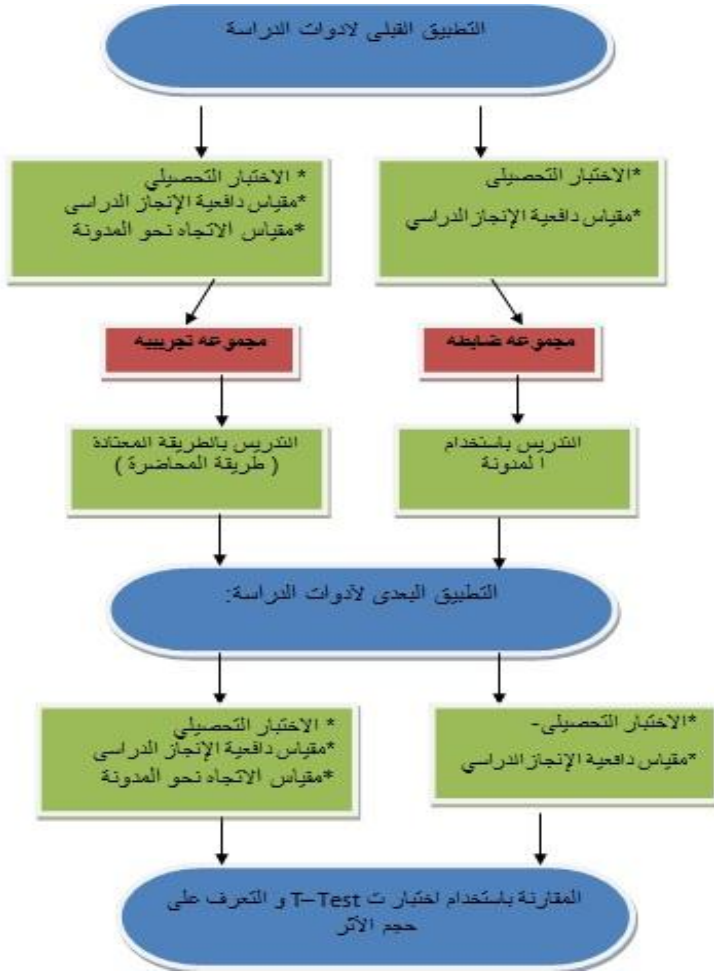 التطبيق القبلى لادوات الدراسة
*الاختبار التحصيلى
*مقياس دافعية الإنجاز الدراسي
* الاختبار التحصيلي
*مقياس دافعية الإنجاز الدراسى
*مقياس الاتجاه نحو المدونة
مجموعه ضابطه
مجموعه تجريبيه
التدريس باستخدام
ا لمدونة
التدريس بالطريقة المعتادة
( طريقة المحاضرة )
التطبيق البعدى لأدوات الدراسة:
*الاختبار التحصيلى-
*مقياس دافعية الإنجاز الدراسي
* الاختبار التحصيلي
*مقياس دافعية الإنجاز الدراسى
*مقياس الاتجاه نحو المدونة
المقارنة باستخدام اختبار ت T–Test و التعرف على
حجم الأثر